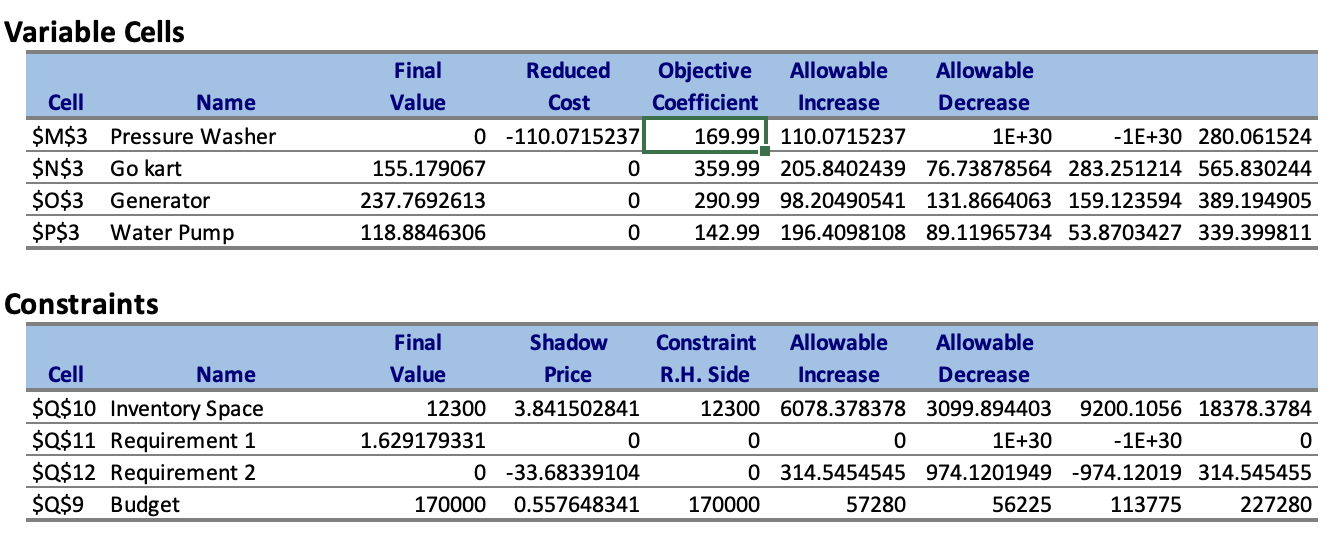 Variable Cells
Final Reduced Objective Allowable Allowable
Cell Name Value Cost Coefficient Increase Decrease
$M$3 Pressure Washer 0 -110.0715237 169.99 110.0715237 1E+30 -1E+30 280.061524
$N$3 Go kart 155.179067 0 359.99 205.8402439 76.73878564 283.251214 565.830244
$O$3 Generator 237.7692613 0 290.99 98.20490541 131.8664063 159.123594 389.194905
$P$3 Water Pump 118.8846306 0 142.99 196.4098108 89.11965734 53.8703427 339.399811
Constraints
Final Shadow Constraint Allowable Allowable
Cell Name Value Price R.H. Side Increase Decrease
$Q$10 Inventory Space 12300 3.841502841 12300 6078.378378 3099.894403 9200.1056 18378.3784
$Q$11 Requirement 1 1.629179331 0 0 0 1E+30 -1E+30 0
$Q$12 Requirement 2 0 -33.68339104 0 314.5454545 974.1201949 -974.12019 314.545455
$Q$9 Budget 170000 0.557648341 170000 57280 56225 113775 227280